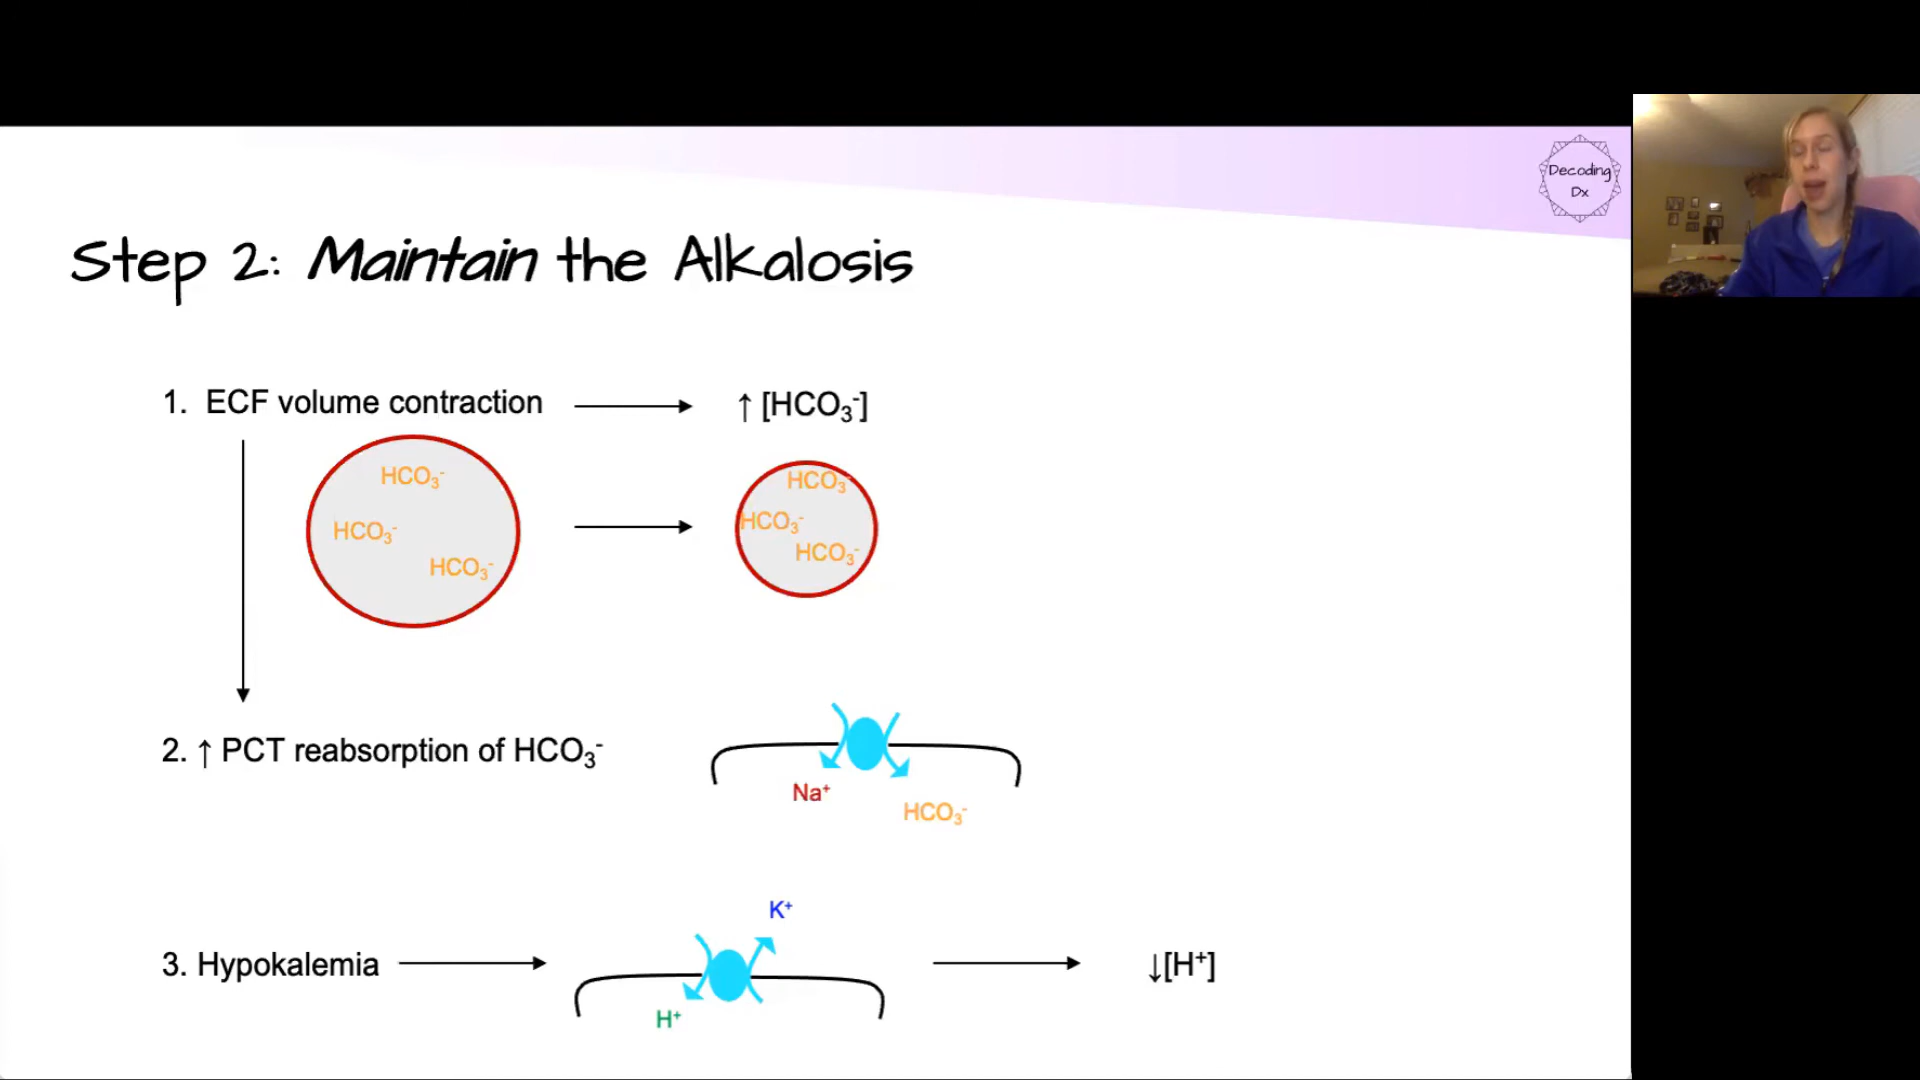 Decoding
Dx
Step 2: Maintain the Alkalosis
1. ECF volume contraction
↑ [HCO₃⁻]
HCO₃⁻
HCO₃⁻
HCO₃⁻
HCO₃⁻
HCO₃⁻
HCO₃⁻
2. ↑ PCT reabsorption of HCO₃⁻
Na⁺
HCO₃⁻
K⁺
3. Hypokalemia
↓[H⁺]
H⁺